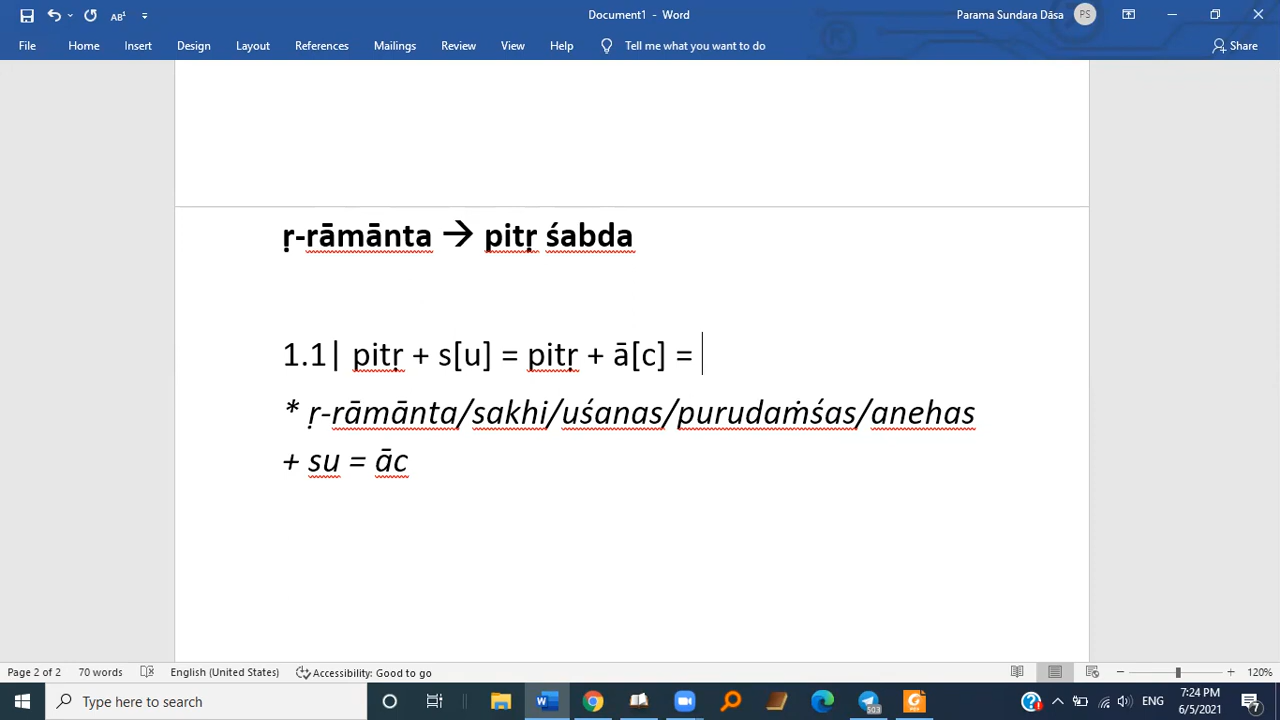 Document1 - Word
Parama Sundara Dāsa PS
File Home Insert Design Layout References Mailings Review View Help Tell me what you want to do Share
ṛ-rāmānta → pitṛ śabda
1.1| pitṛ + s[u] = pitṛ + ā[c] =
* ṛ-rāmānta/sakhi/uśanas/purudaṁśas/anehas
+ su = āc
Page 2 of 2 70 words English (United States) Accessibility: Good to go 120%
Type here to search
ENG
7:24 PM
6/5/2021